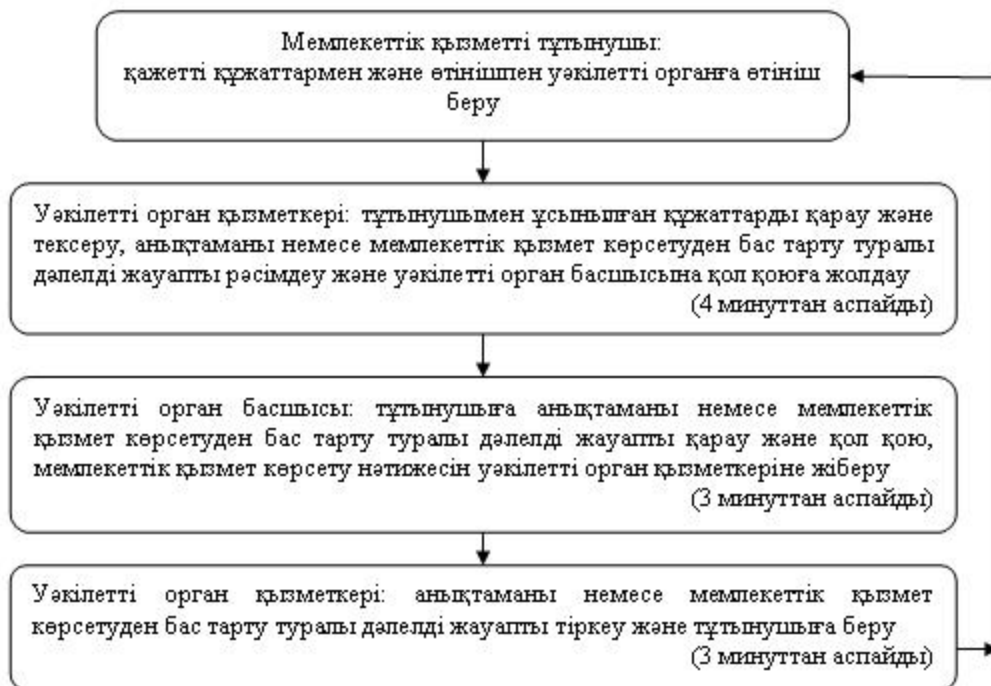 Мемлекеттік қызметті тұтынушы:
қажетті құжаттармен және өтінішпен уәкілетті органға өтініш
беру
Уәкілетті орган қызметкері: тұтынушымен ұсынылған құжаттарды қарау және
тексеру, анықтаманы немесе мемлекеттік қызмет көрсетуден бас тарту туралы
дәлелді жауапты рәсімдеу және уәкілетті орган басшысына қол қоюға жолдау
(4 минуттан аспайды)
Уәкілетті орган басшысы: тұтынушыға анықтаманы немесе мемлекеттік
қызмет көрсетуден бас тарту туралы дәлелді жауапты қарау және қол қою,
мемлекеттік қызмет көрсету нәтижесін уәкілетті орган қызметкеріне жіберу
(3 минуттан аспайды)
Уәкілетті орган қызметкері: анықтаманы немесе мемлекеттік қызмет
көрсетуден бас тарту туралы дәлелді жауапты тіркеу және тұтынушыға беру
(3 минуттан аспайды)